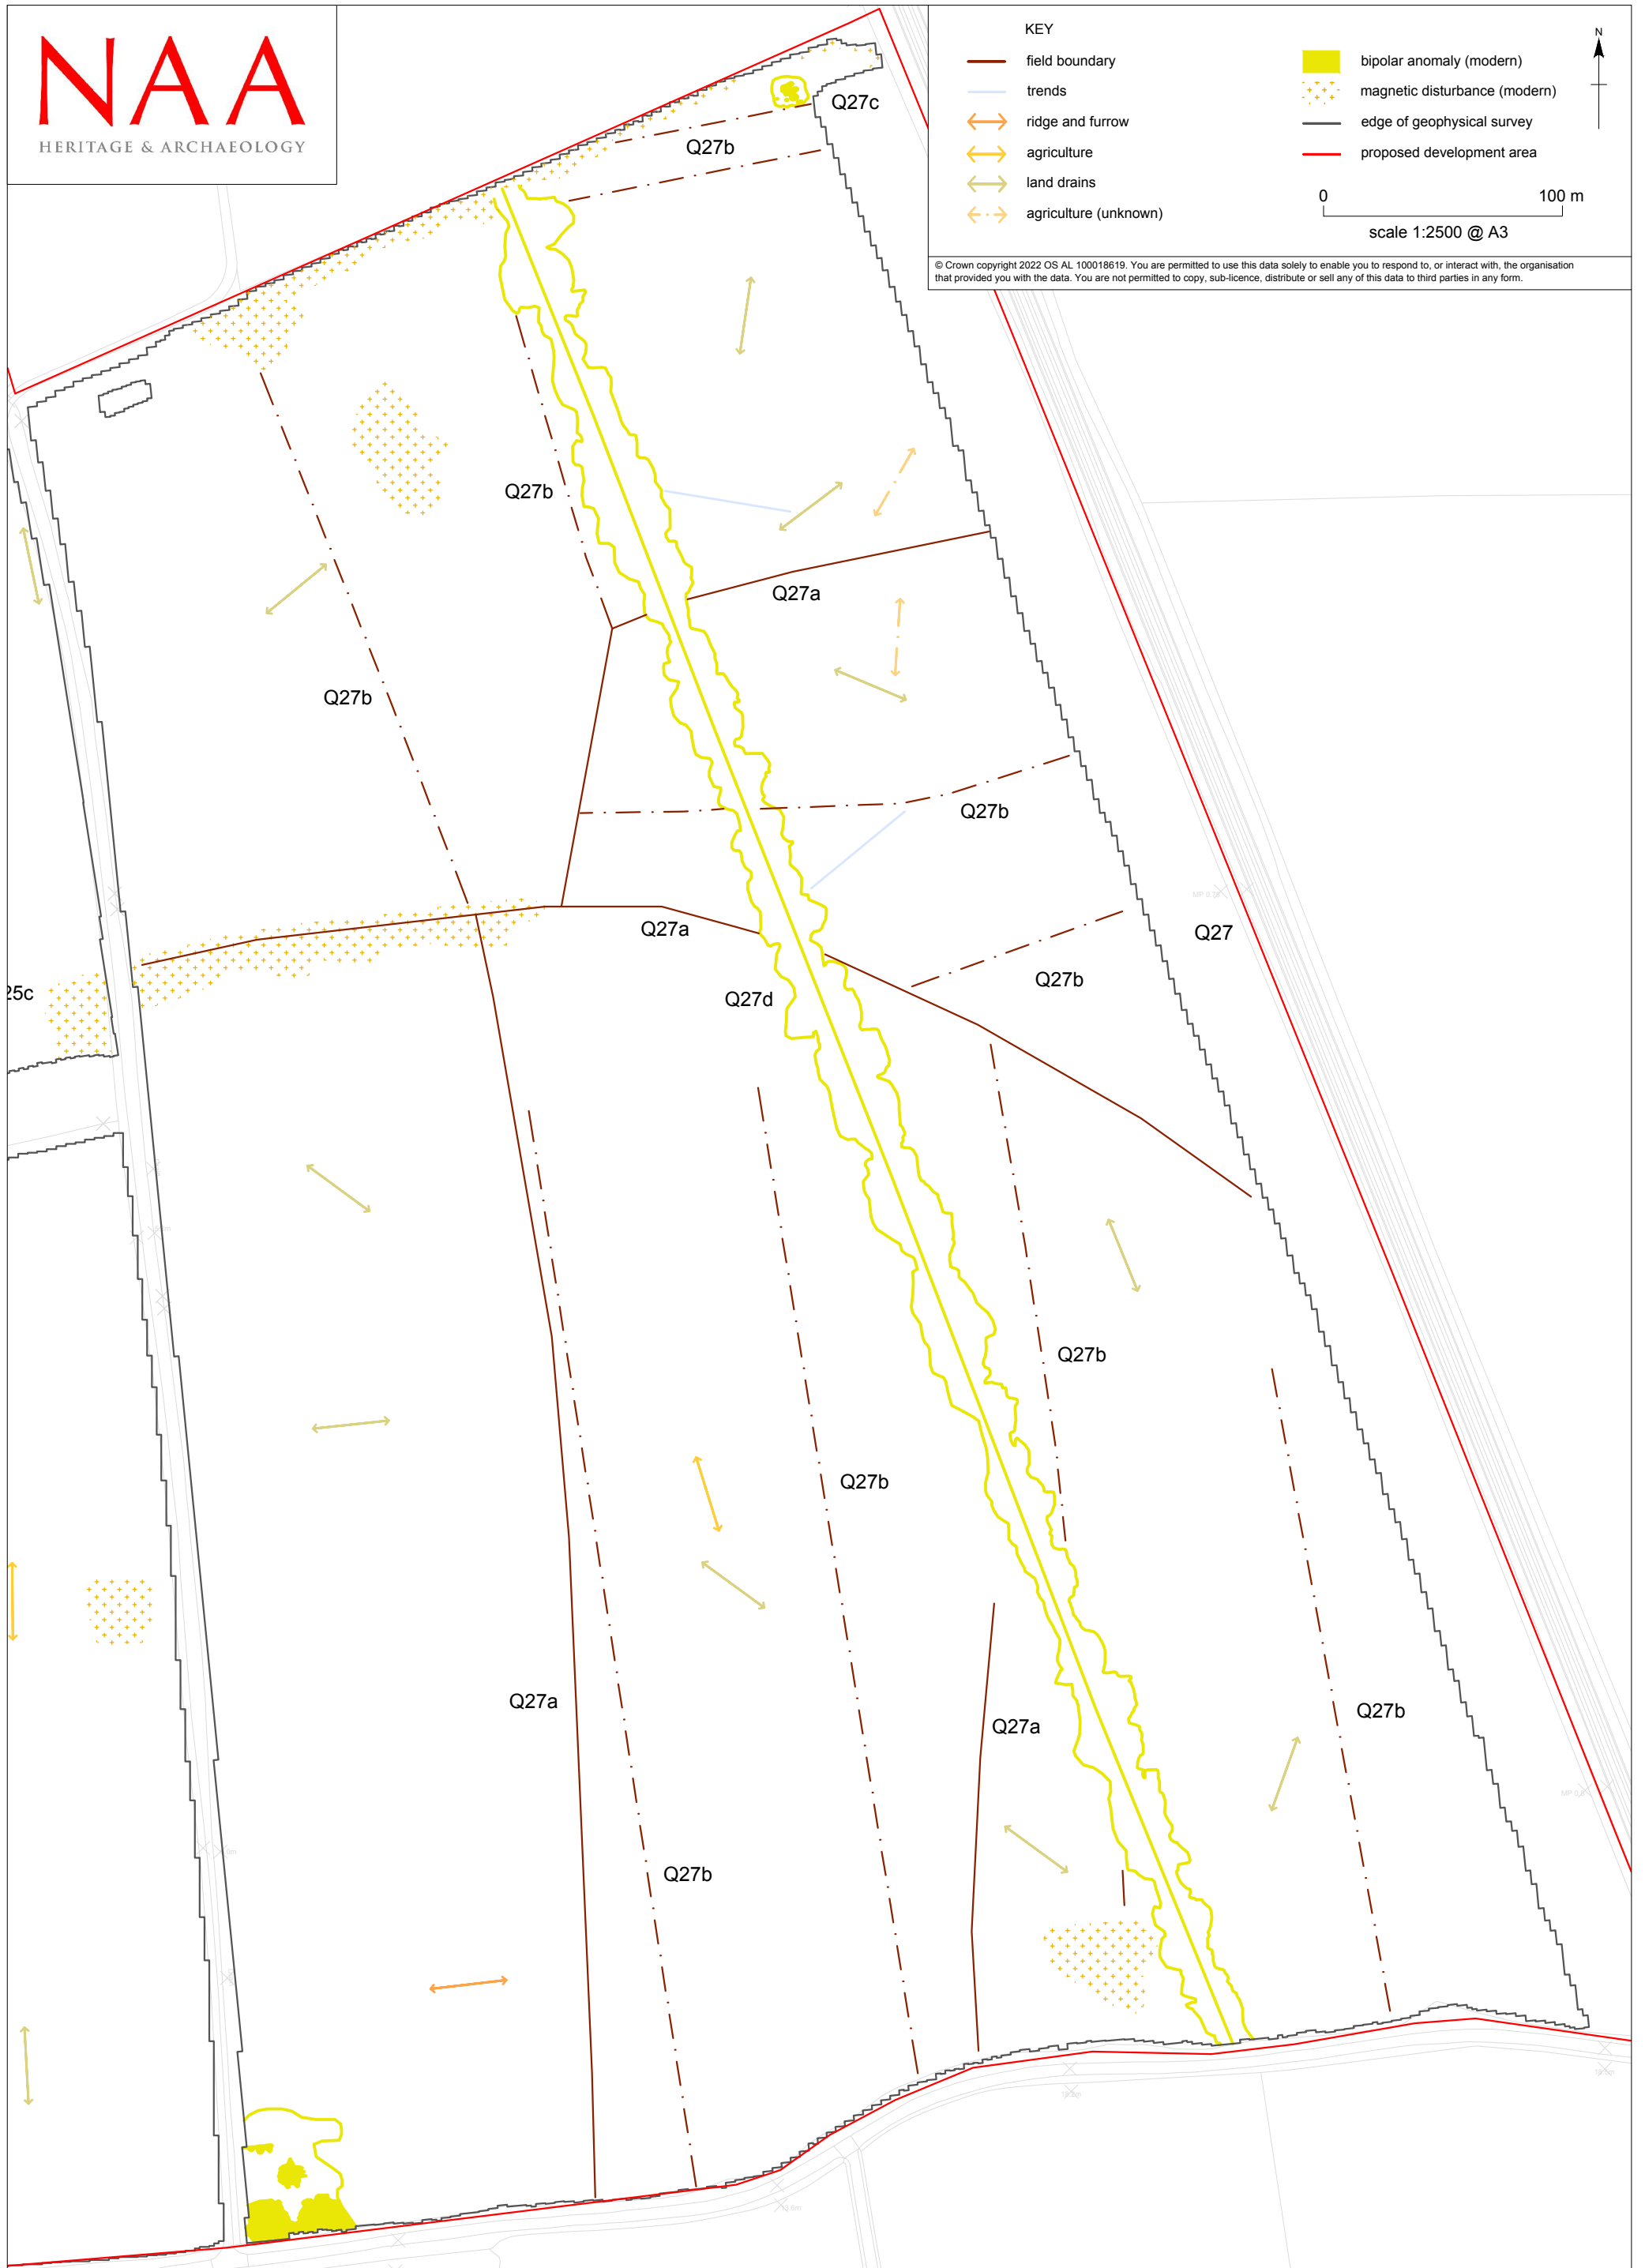 NAA
HERITAGE & ARCHAEOLOGY
KEY
field boundary
trends
ridge and furrow
agriculture
land drains
agriculture (unknown)
bipolar anomaly (modern)
magnetic disturbance (modern)
edge of geophysical survey
proposed development area
N
0 100 m
scale 1:2500 @ A3
© Crown copyright 2022 OS AL 100018619. You are permitted to use this data solely to enable you to respond to, or interact with, the organisation
that provided you with the data. You are not permitted to copy, sub-licence, distribute or sell any of this data to third parties in any form.
Q27c
Q27b
Q27b
Q27a
Q27b
Q27b
Q27a
Q27
Q27b
25c
Q27d
Q27b
Q27b
Q27a
Q27a
Q27b
Q27b